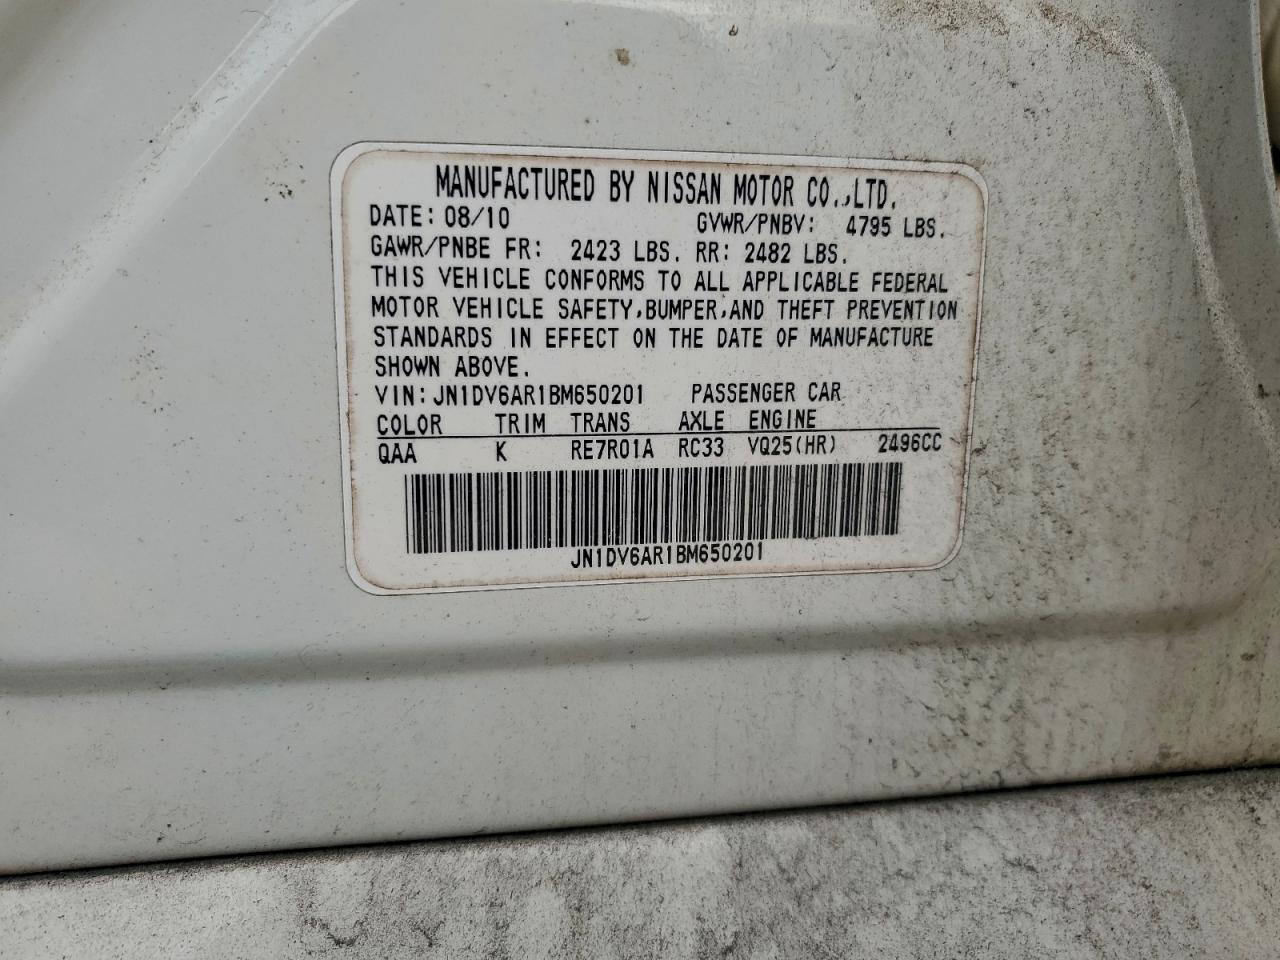 MANUFACTURED BY NISSAN MOTOR CO.,LTD.
DATE: 08/10 GVWR/PNBV: 4795 LBS.
GAWR/PNBE FR: 2423 LBS. RR: 2482 LBS.
THIS VEHICLE CONFORMS TO ALL APPLICABLE FEDERAL
MOTOR VEHICLE SAFETY,BUMPER,AND THEFT PREVENTION
STANDARDS IN EFFECT ON THE DATE OF MANUFACTURE
SHOWN ABOVE.
VIN: JN1DV6AR1BM650201 PASSENGER CAR
COLOR TRIM TRANS AXLE ENGINE
QAA K RE7R01A RC33 VQ25(HR) 2496CC
JN1DV6AR1BM650201